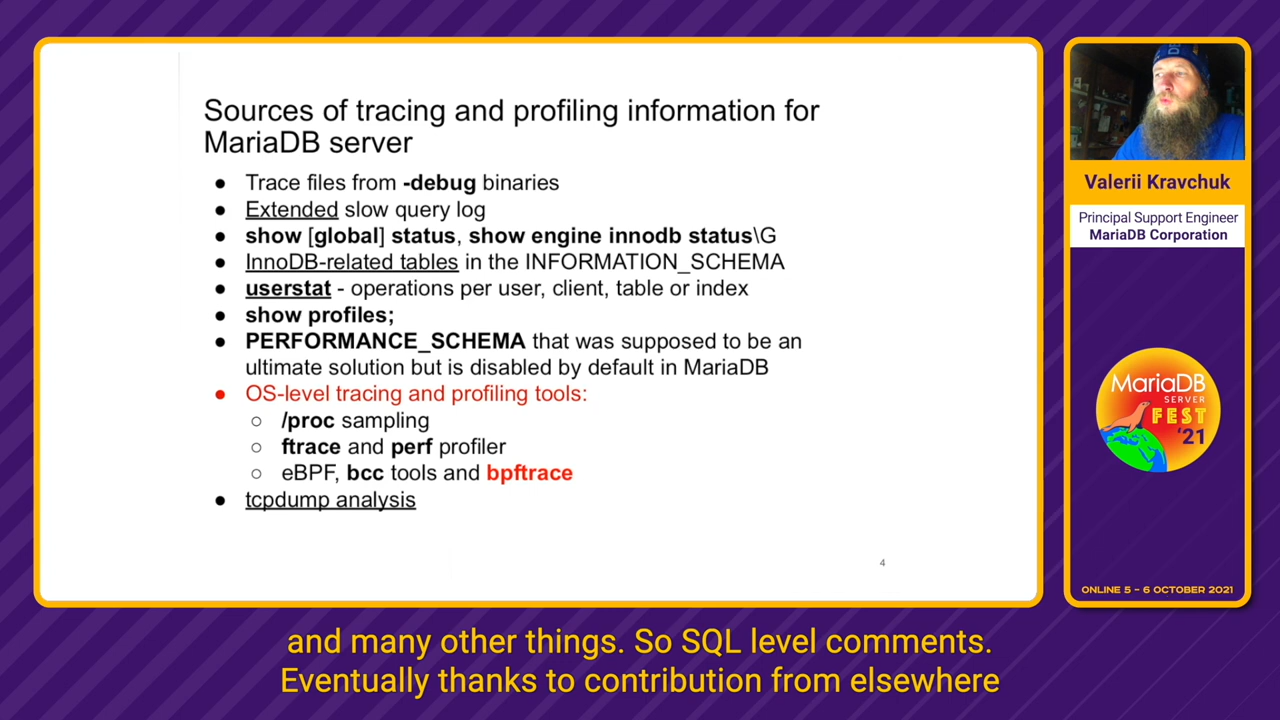 Sources of tracing and profiling information for
MariaDB server
● Trace files from -debug binaries
● Extended slow query log
● show [global] status, show engine innodb status\G
● InnoDB-related tables in the INFORMATION_SCHEMA
● userstat - operations per user, client, table or index
● show profiles;
● PERFORMANCE_SCHEMA that was supposed to be an
ultimate solution but is disabled by default in MariaDB
● OS-level tracing and profiling tools:
○ /proc sampling
○ ftrace and perf profiler
○ eBPF, bcc tools and bpftrace
● tcpdump analysis
4
Valerii Kravchuk
Principal Support Engineer
MariaDB Corporation
MariaDB
SERVER
FEST
'21
ONLINE 5 - 6 OCTOBER 2021
and many other things. So SQL level comments.
Eventually thanks to contribution from elsewhere